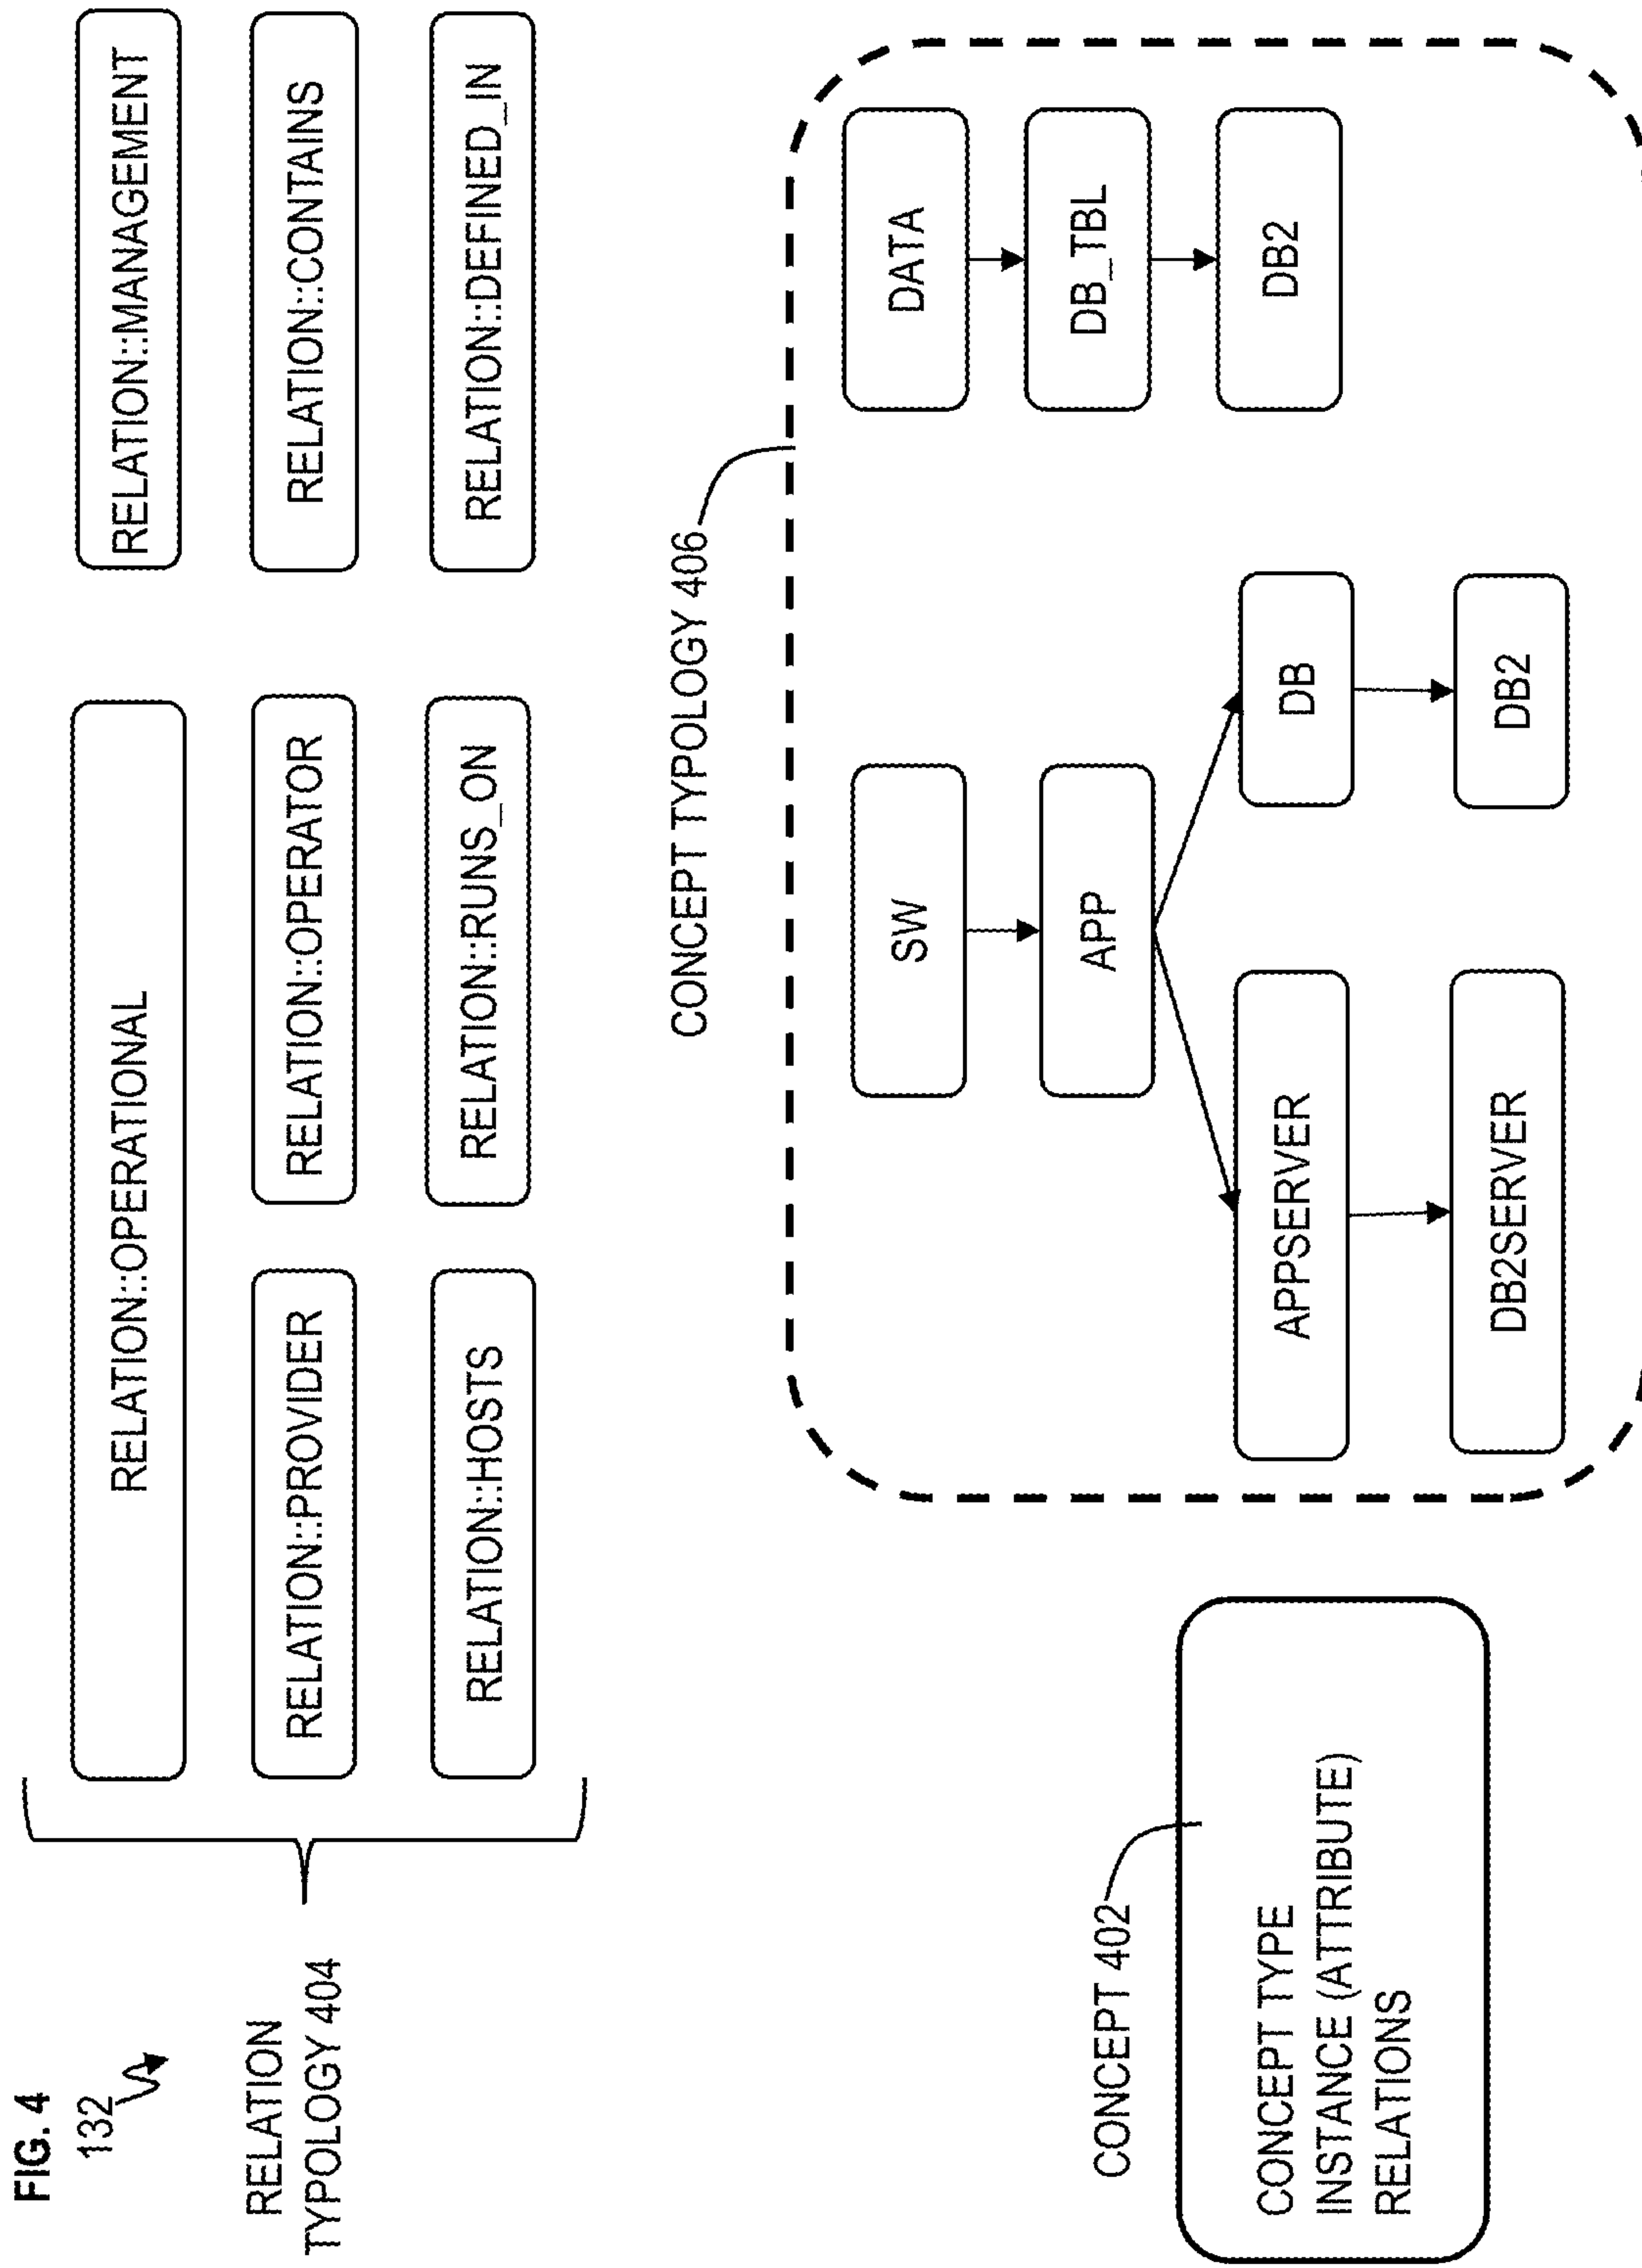 FIG. 4
132
RELATION
TYPOLOGY 404
RELATION::OPERATIONAL
RELATION::MANAGEMENT
RELATION::PROVIDER
RELATION::OPERATOR
RELATION::CONTAINS
RELATION::HOSTS
RELATION::RUNS_ON
RELATION::DEFINED_IN
CONCEPT TYPOLOGY 406
SW
DATA
APP
DB_TBL
APPSERVER
DB
DB2
DB2SERVER
DB2
CONCEPT 402
CONCEPT TYPE
INSTANCE (ATTRIBUTE)
RELATIONS